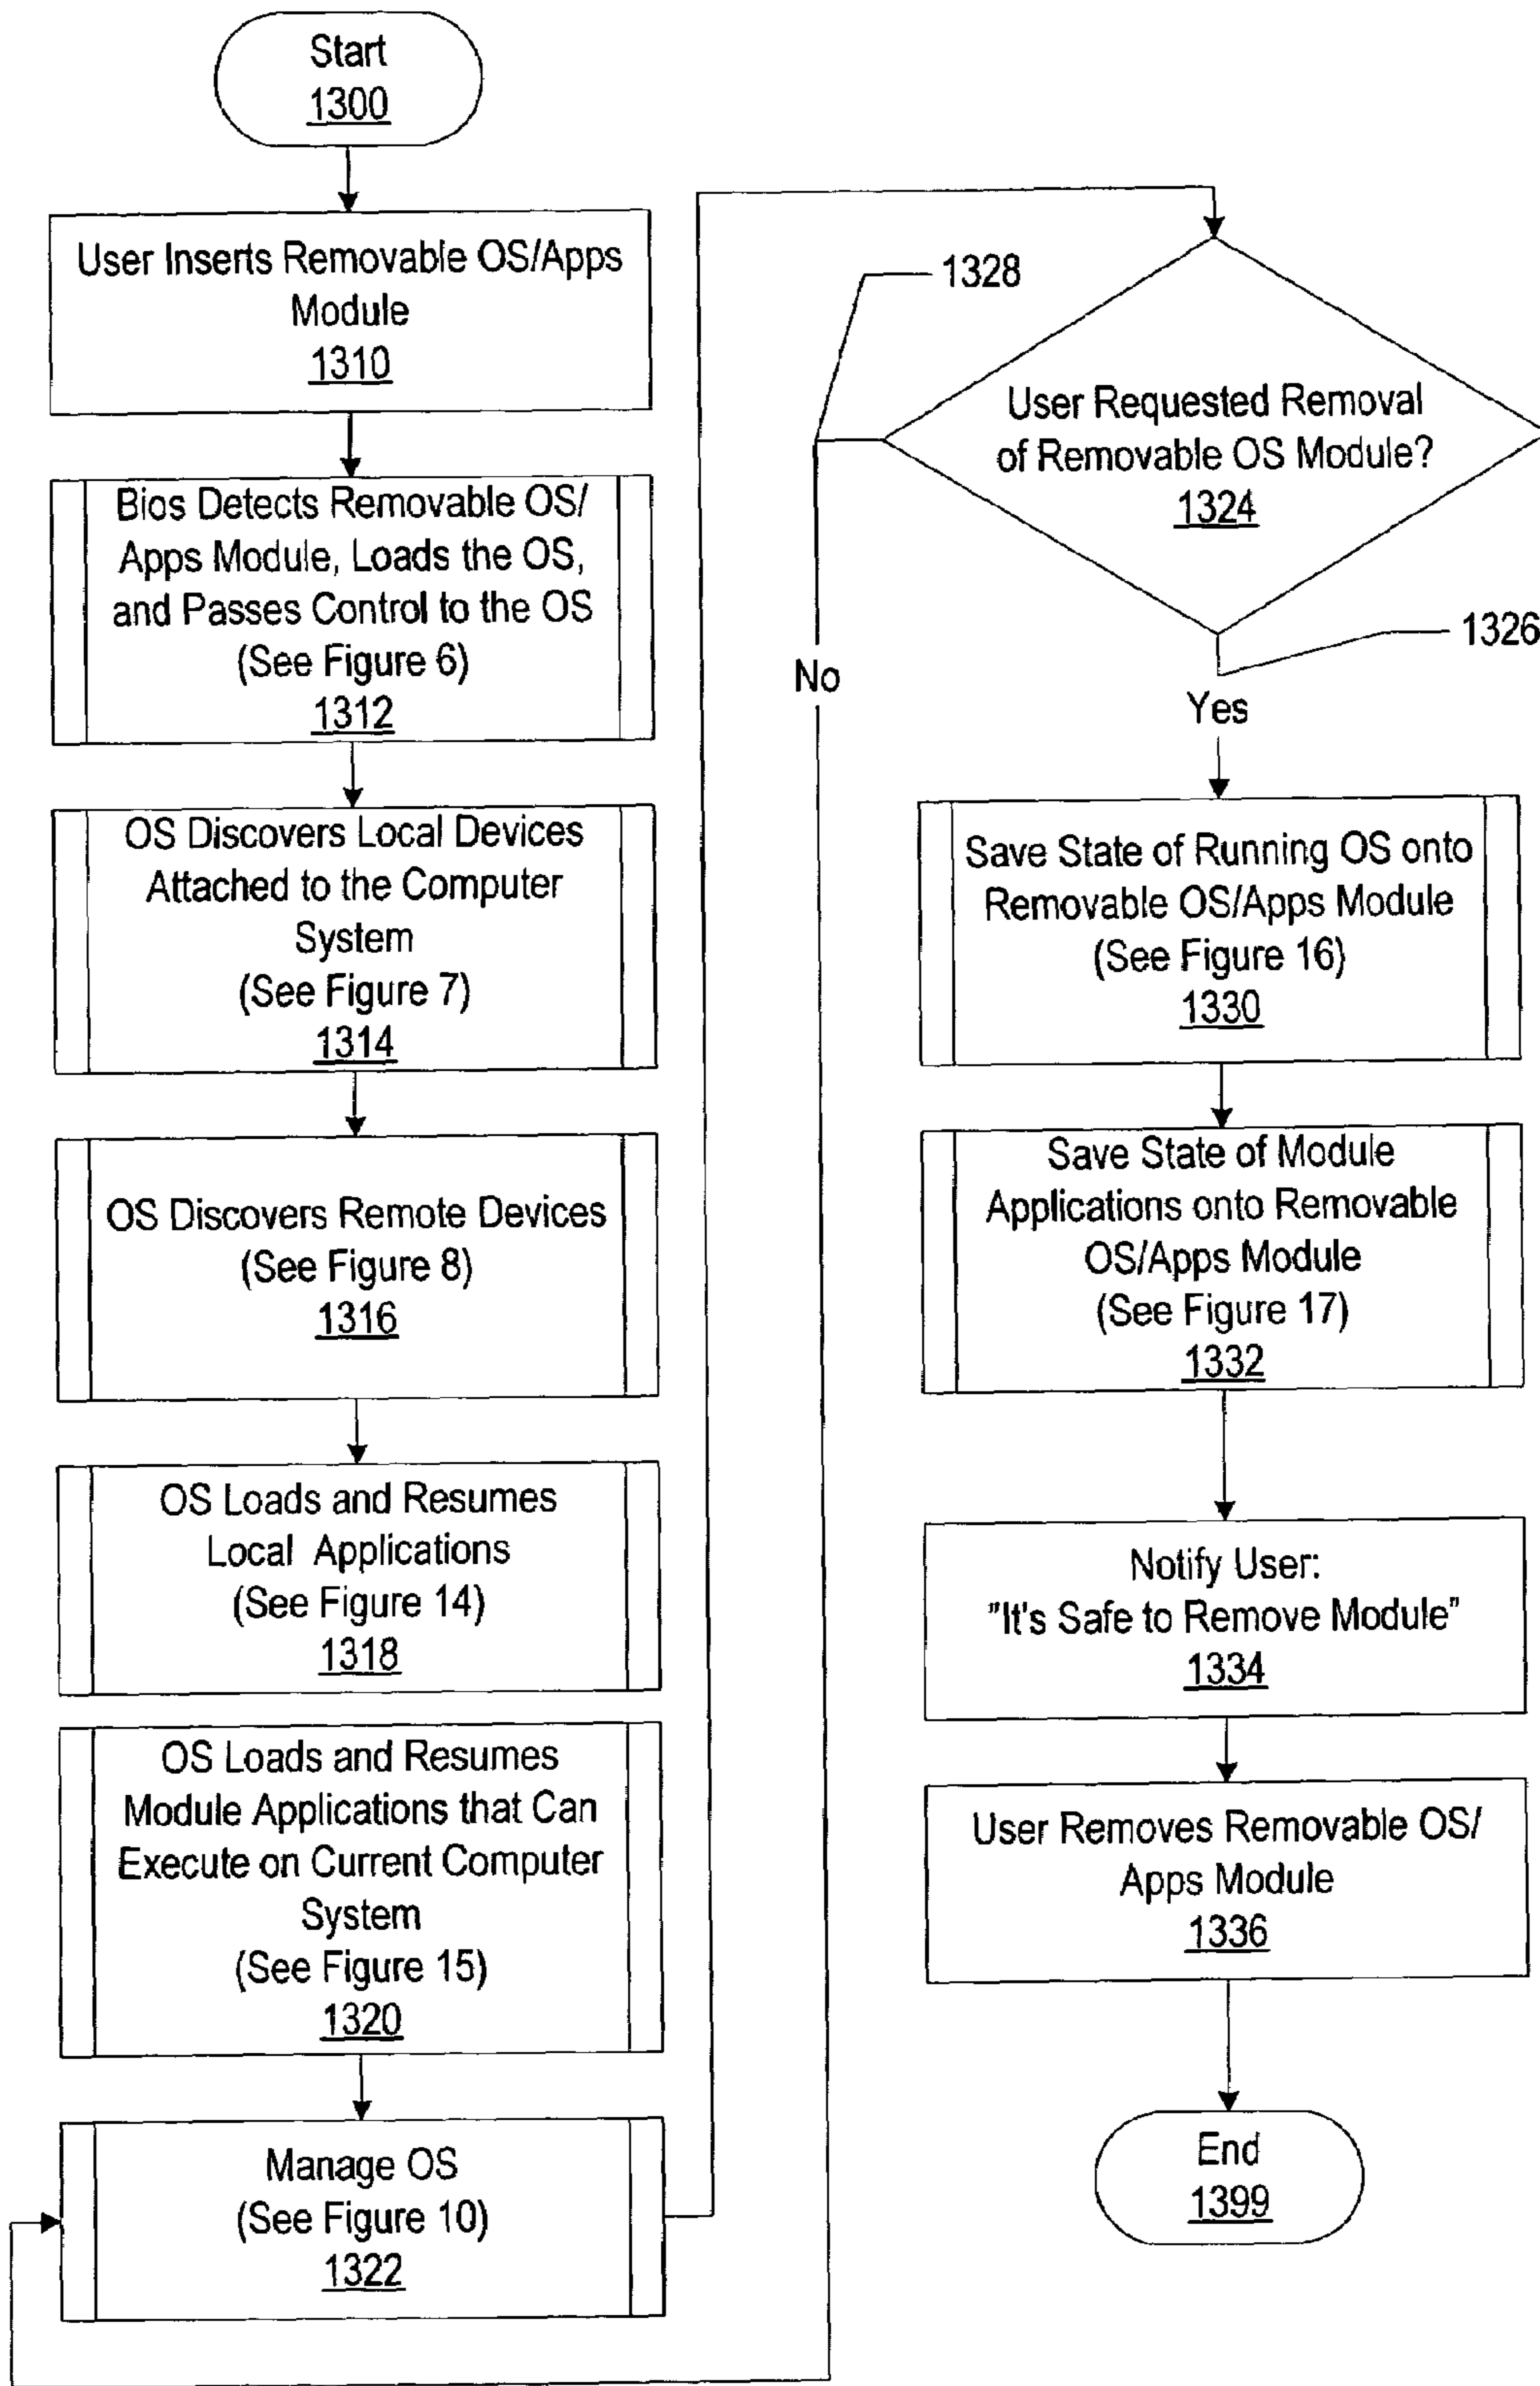 Start
1300
User Inserts Removable OS/Apps
Module
1310
Bios Detects Removable OS/
Apps Module, Loads the OS,
and Passes Control to the OS
(See Figure 6)
1312
OS Discovers Local Devices
Attached to the Computer
System
(See Figure 7)
1314
OS Discovers Remote Devices
(See Figure 8)
1316
OS Loads and Resumes
Local Applications
(See Figure 14)
1318
OS Loads and Resumes
Module Applications that Can
Execute on Current Computer
System
(See Figure 15)
1320
Manage OS
(See Figure 10)
1322
1328
User Requested Removal
of Removable OS Module?
1324
1326
No
Yes
Save State of Running OS onto
Removable OS/Apps Module
(See Figure 16)
1330
Save State of Module
Applications onto Removable
OS/Apps Module
(See Figure 17)
1332
Notify User:
"It's Safe to Remove Module"
1334
User Removes Removable OS/
Apps Module
1336
End
1399